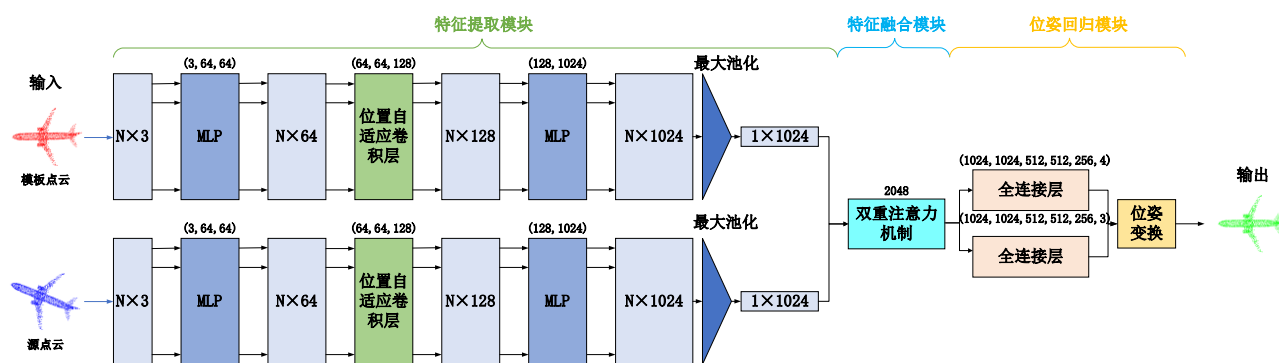 特征提取模块
特征融合模块
位姿回归模块
输入
(3, 64, 64)
(64, 64, 128)
(128, 1024)
最大池化
N×3
MLP
N×64
位置自
适应卷
积层
N×128
MLP
N×1024
1×1024
模板点云
(3, 64, 64)
(64, 64, 128)
(128, 1024)
最大池化
N×3
MLP
N×64
位置自
适应卷
积层
N×128
MLP
N×1024
1×1024
源点云
2048
双重注意力
机制
(1024, 1024, 512, 512, 256, 4)
全连接层
(1024, 1024, 512, 512, 256, 3)
全连接层
位姿
变换
输出